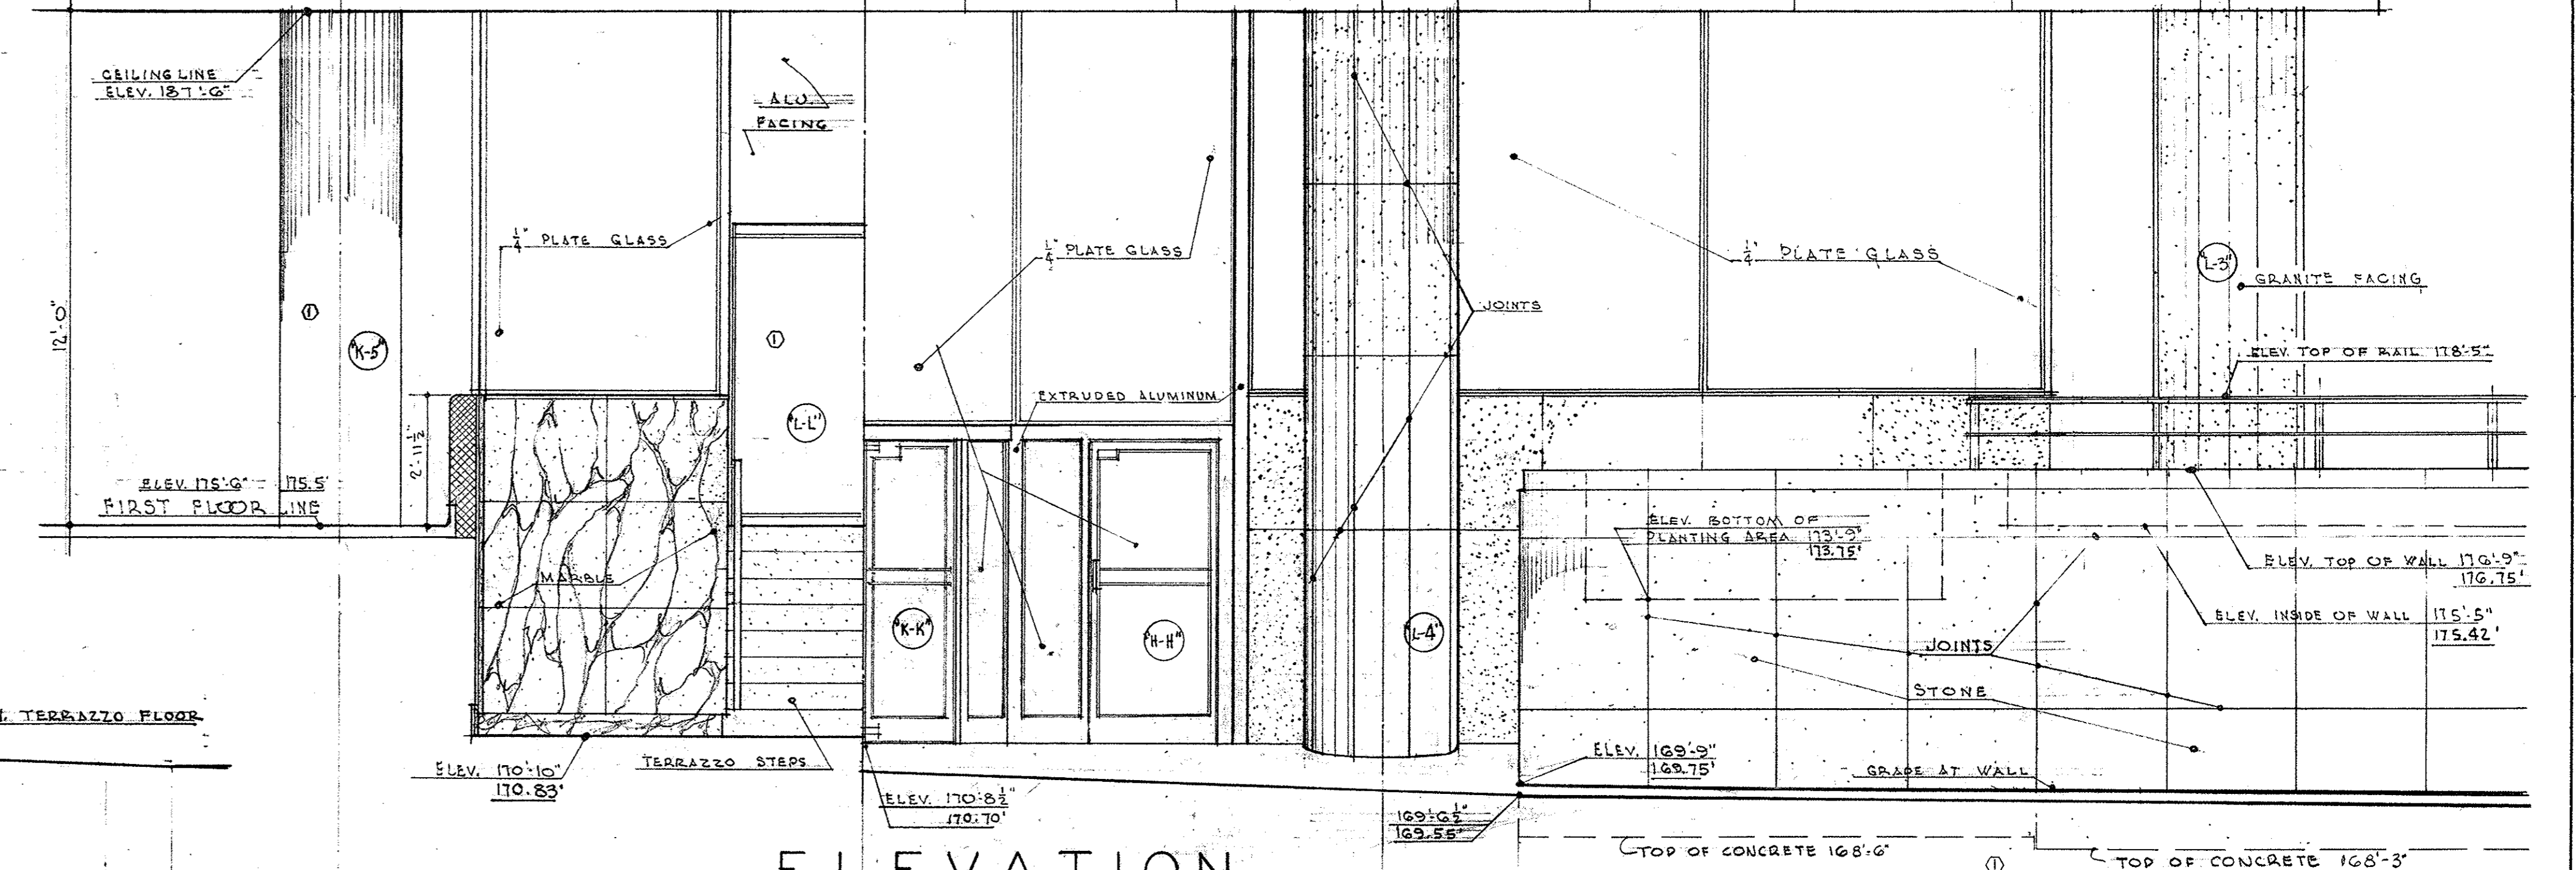 CEILING LINE
ELEV. 187'-6"
ALU.
FACING
1/4" PLATE GLASS
1/4" PLATE GLASS
1/4" PLATE GLASS
"L-3"
GRANITE FACING
12'-0"
1
"K-5"
1
JOINTS
ELEV. TOP OF RAIL 178'-5"
EXTRUDED ALUMINUM
"L-L"
2'-11 1/2"
ELEV. 175'-6" 175.5'
FIRST FLOOR LINE
ELEV. BOTTOM OF
PLANTING AREA 173'-9"
173.75'
MARBLE
ELEV. TOP OF WALL 176'-9"
176.75'
"K-K"
"H-H"
"L-4"
ELEV. INSIDE OF WALL 175'-5"
175.42'
JOINTS
STONE
TERRAZZO FLOOR
ELEV. 170'-10"
170.83'
TERRAZZO STEPS
ELEV. 169'-9"
169.75'
GRADE AT WALL
ELEV. 170-8 1/2"
170.70'
169'-6 1/2"
169.55'
TOP OF CONCRETE 168'-6"
1
TOP OF CONCRETE 168'-3"
ELEVATION